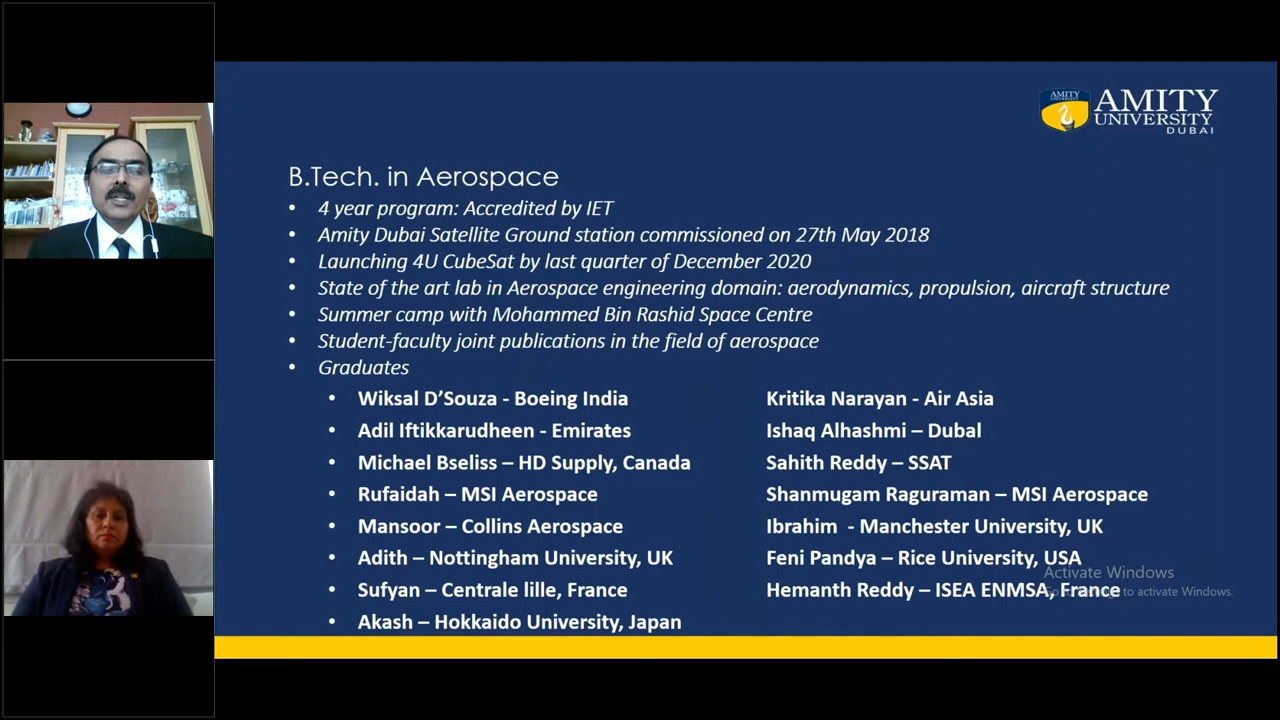 AMITY
UNIVERSITY
AMITY
UNIVERSITY
DUBAI
B.Tech. in Aerospace
• 4 year program: Accredited by IET
• Amity Dubai Satellite Ground station commissioned on 27th May 2018
• Launching 4U CubeSat by last quarter of December 2020
• State of the art lab in Aerospace engineering domain: aerodynamics, propulsion, aircraft structure
• Summer camp with Mohammed Bin Rashid Space Centre
• Student-faculty joint publications in the field of aerospace
• Graduates
• Wiksal D’Souza - Boeing India
• Adil Iftikkarudheen - Emirates
• Michael Bseliss – HD Supply, Canada
• Rufaidah – MSI Aerospace
• Mansoor – Collins Aerospace
• Adith – Nottingham University, UK
• Sufyan – Centrale lille, France
• Akash – Hokkaido University, Japan
Kritika Narayan - Air Asia
Ishaq Alhashmi – Dubal
Sahith Reddy – SSAT
Shanmugam Raguraman – MSI Aerospace
Ibrahim - Manchester University, UK
Feni Pandya – Rice University, USA
Hemanth Reddy – ISEA ENMSA, France
Activate Windows
to activate Windows.